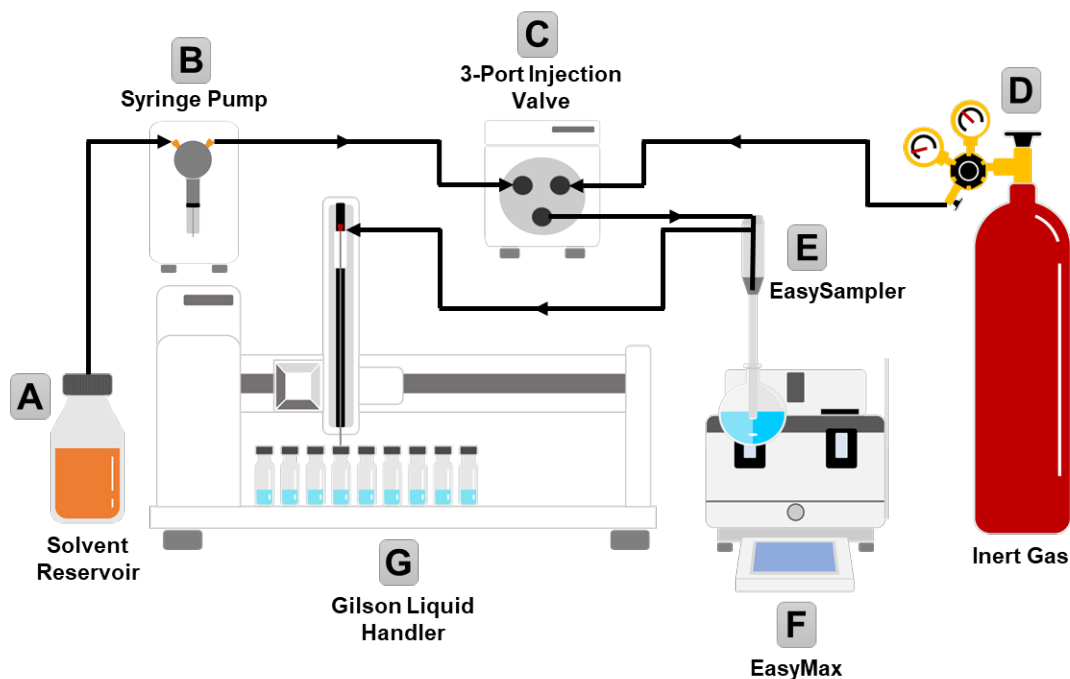 A
Solvent
Reservoir
B
Syringe Pump
C
3-Port Injection
Valve
D
Inert Gas
E
EasySampler
F
EasyMax
G
Gilson Liquid
Handler